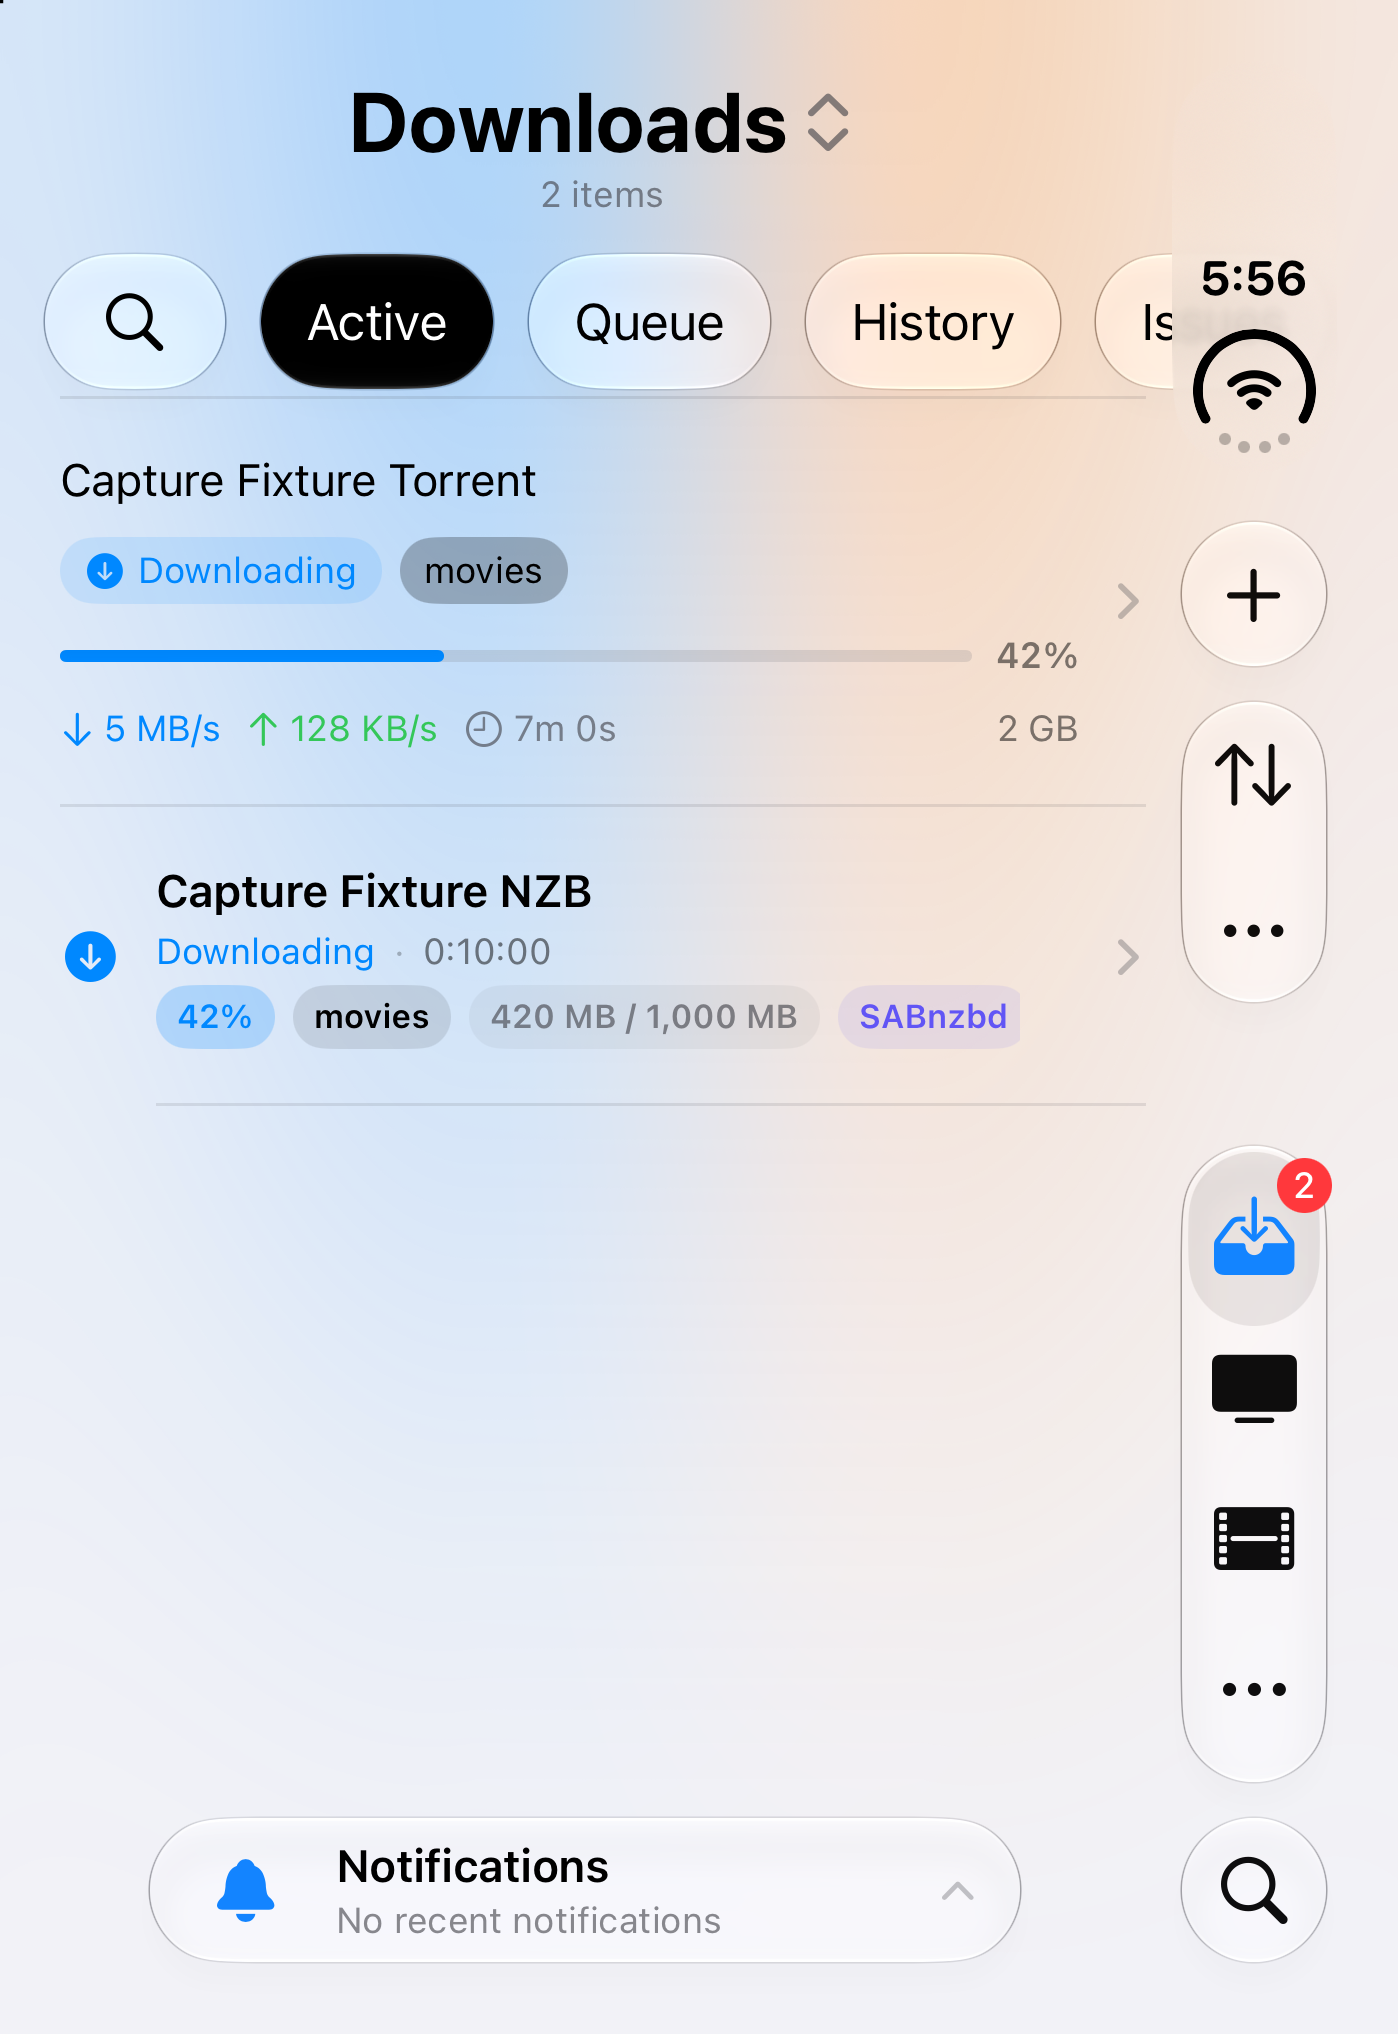 Downloads
2 items
5:56
Active
Queue
History
Issues
Capture Fixture Torrent
Downloading
movies
42%
5 MB/s
128 KB/s
7m 0s
2 GB
Capture Fixture NZB
Downloading · 0:10:00
42%
movies
420 MB / 1,000 MB
SABnzbd
2
Notifications
No recent notifications